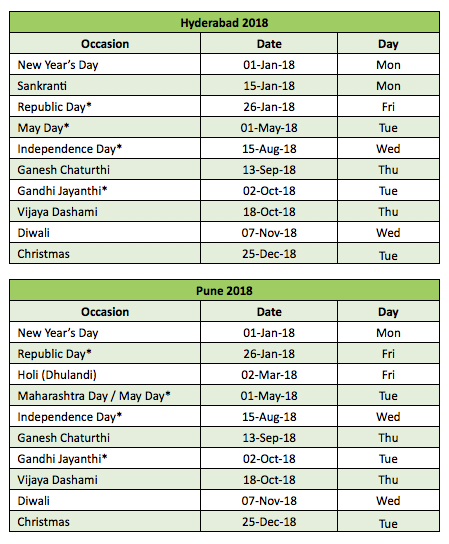 Hyderabad 2018
Occasion Date Day
New Year’s Day 01-Jan-18 Mon
Sankranti 15-Jan-18 Mon
Republic Day* 26-Jan-18 Fri
May Day* 01-May-18 Tue
Independence Day* 15-Aug-18 Wed
Ganesh Chaturthi 13-Sep-18 Thu
Gandhi Jayanthi* 02-Oct-18 Tue
Vijaya Dashami 18-Oct-18 Thu
Diwali 07-Nov-18 Wed
Christmas 25-Dec-18 Tue
Pune 2018
Occasion Date Day
New Year’s Day 01-Jan-18 Mon
Republic Day* 26-Jan-18 Fri
Holi (Dhulandi) 02-Mar-18 Fri
Maharashtra Day / May Day* 01-May-18 Tue
Independence Day* 15-Aug-18 Wed
Ganesh Chaturthi 13-Sep-18 Thu
Gandhi Jayanthi* 02-Oct-18 Tue
Vijaya Dashami 18-Oct-18 Thu
Diwali 07-Nov-18 Wed
Christmas 25-Dec-18 Tue